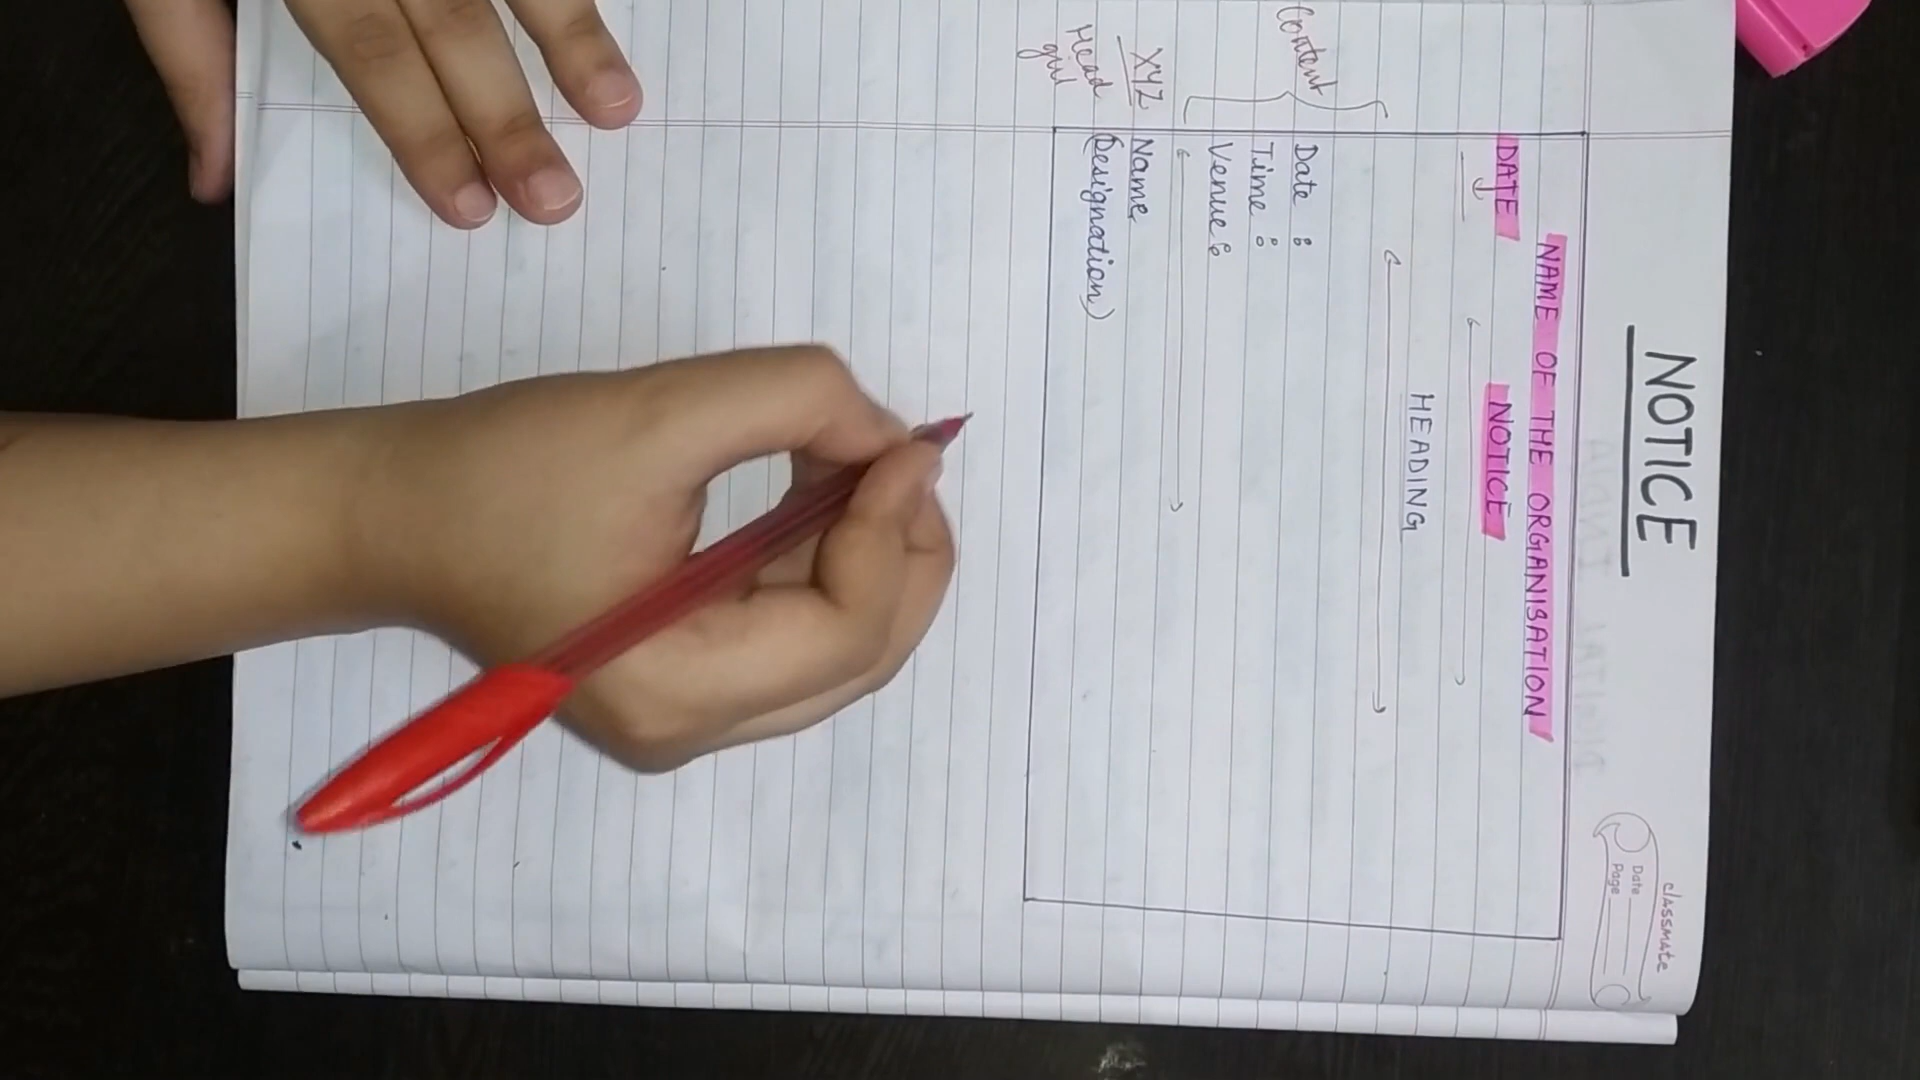 classmate
Date
Page
NOTICE
NAME OF THE ORGANISATION
DATE
NOTICE
HEADING
Content
Date :
Time :
Venue :
XYZ
Name
Head
(Designation)
girl